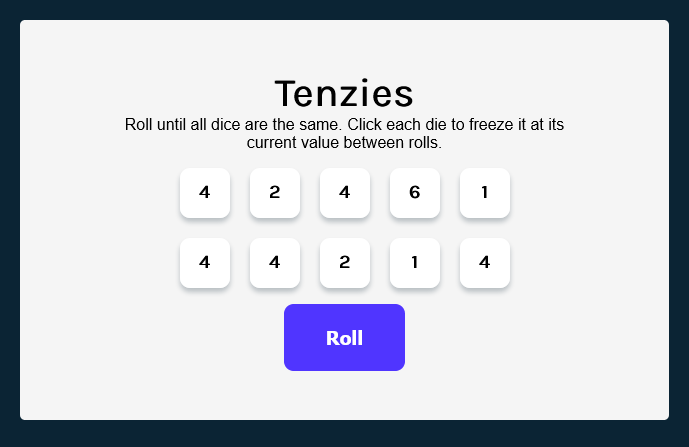 Tenzies
Roll until all dice are the same. Click each die to freeze it at its
current value between rolls.
4 2 4 6 1
4 4 2 1 4
Roll